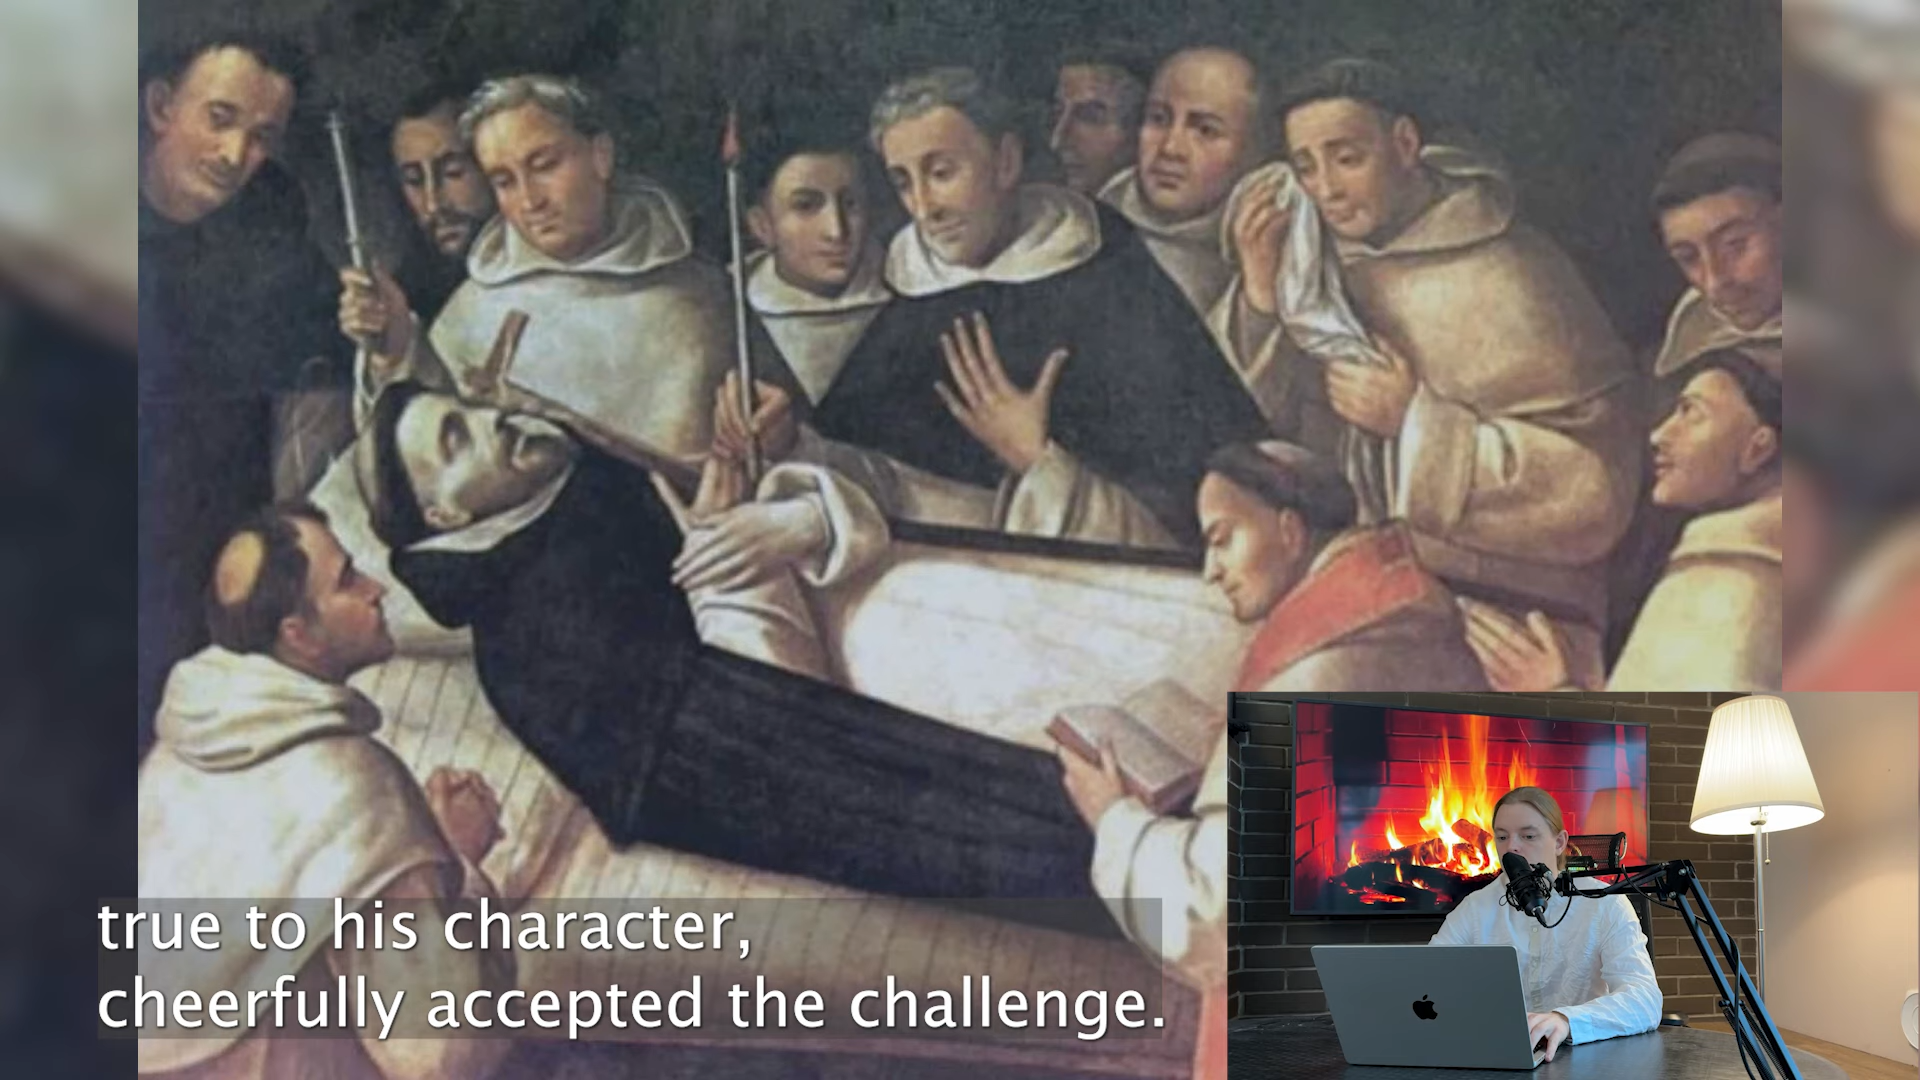 true to his character,
cheerfully accepted the challenge.